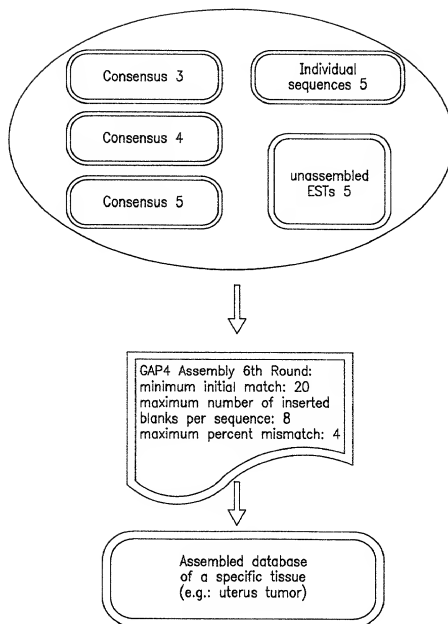 Consensus 3
Individual
sequences 5
Consensus 4
unassembled
ESTs 5
Consensus 5
GAP4 Assembly 6th Round:
minimum initial match: 20
maximum number of inserted
blanks per sequence: 8
maximum percent mismatch: 4
Assembled database
of a specific tissue
(e.g.: uterus tumor)